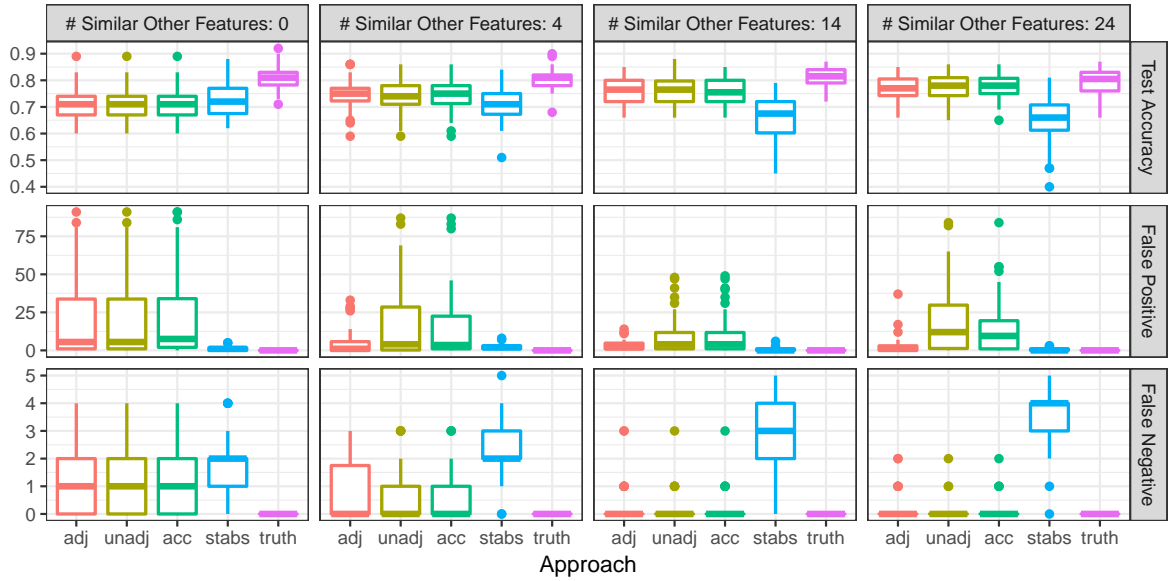 # Similar Other Features: 0
# Similar Other Features: 4
# Similar Other Features: 14
# Similar Other Features: 24
0.9
0.8
0.7
0.6
0.5
0.4
Test Accuracy
75
50
25
0
False Positive
5
4
3
2
1
0
False Negative
adj unadj acc stabs truth
adj unadj acc stabs truth
adj unadj acc stabs truth
adj unadj acc stabs truth
Approach